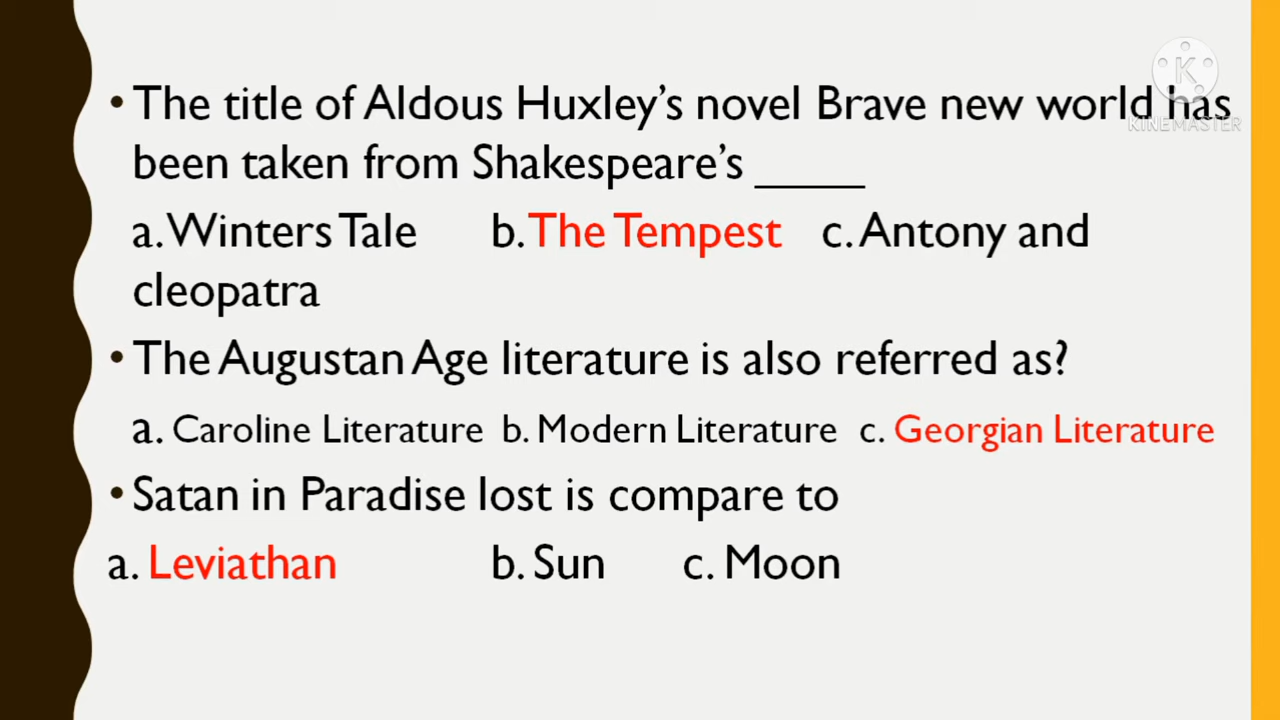 • The title of Aldous Huxley's novel Brave new world has
been taken from Shakespeare's _____
a. Winters Tale b. The Tempest c. Antony and
cleopatra
• The Augustan Age literature is also referred as?
a. Caroline Literature b. Modern Literature c. Georgian Literature
• Satan in Paradise lost is compare to
a. Leviathan b. Sun c. Moon
K
KINEMASTER